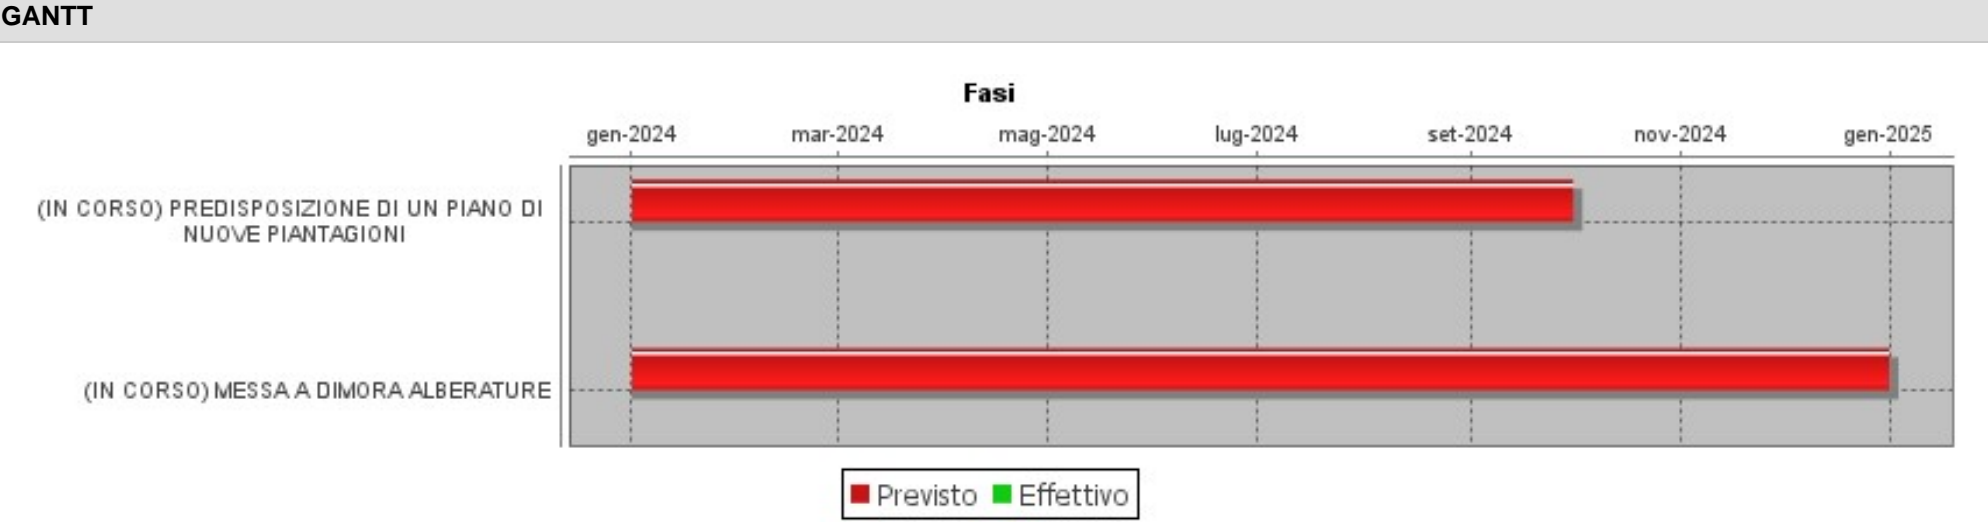 GANTT
Fasi
gen-2024 mar-2024 mag-2024 lug-2024 set-2024 nov-2024 gen-2025
(IN CORSO) PREDISPOSIZIONE DI UN PIANO DI
NUOVE PIANTAGIONI
(IN CORSO) MESSA A DIMORA ALBERATURE
Previsto Effettivo